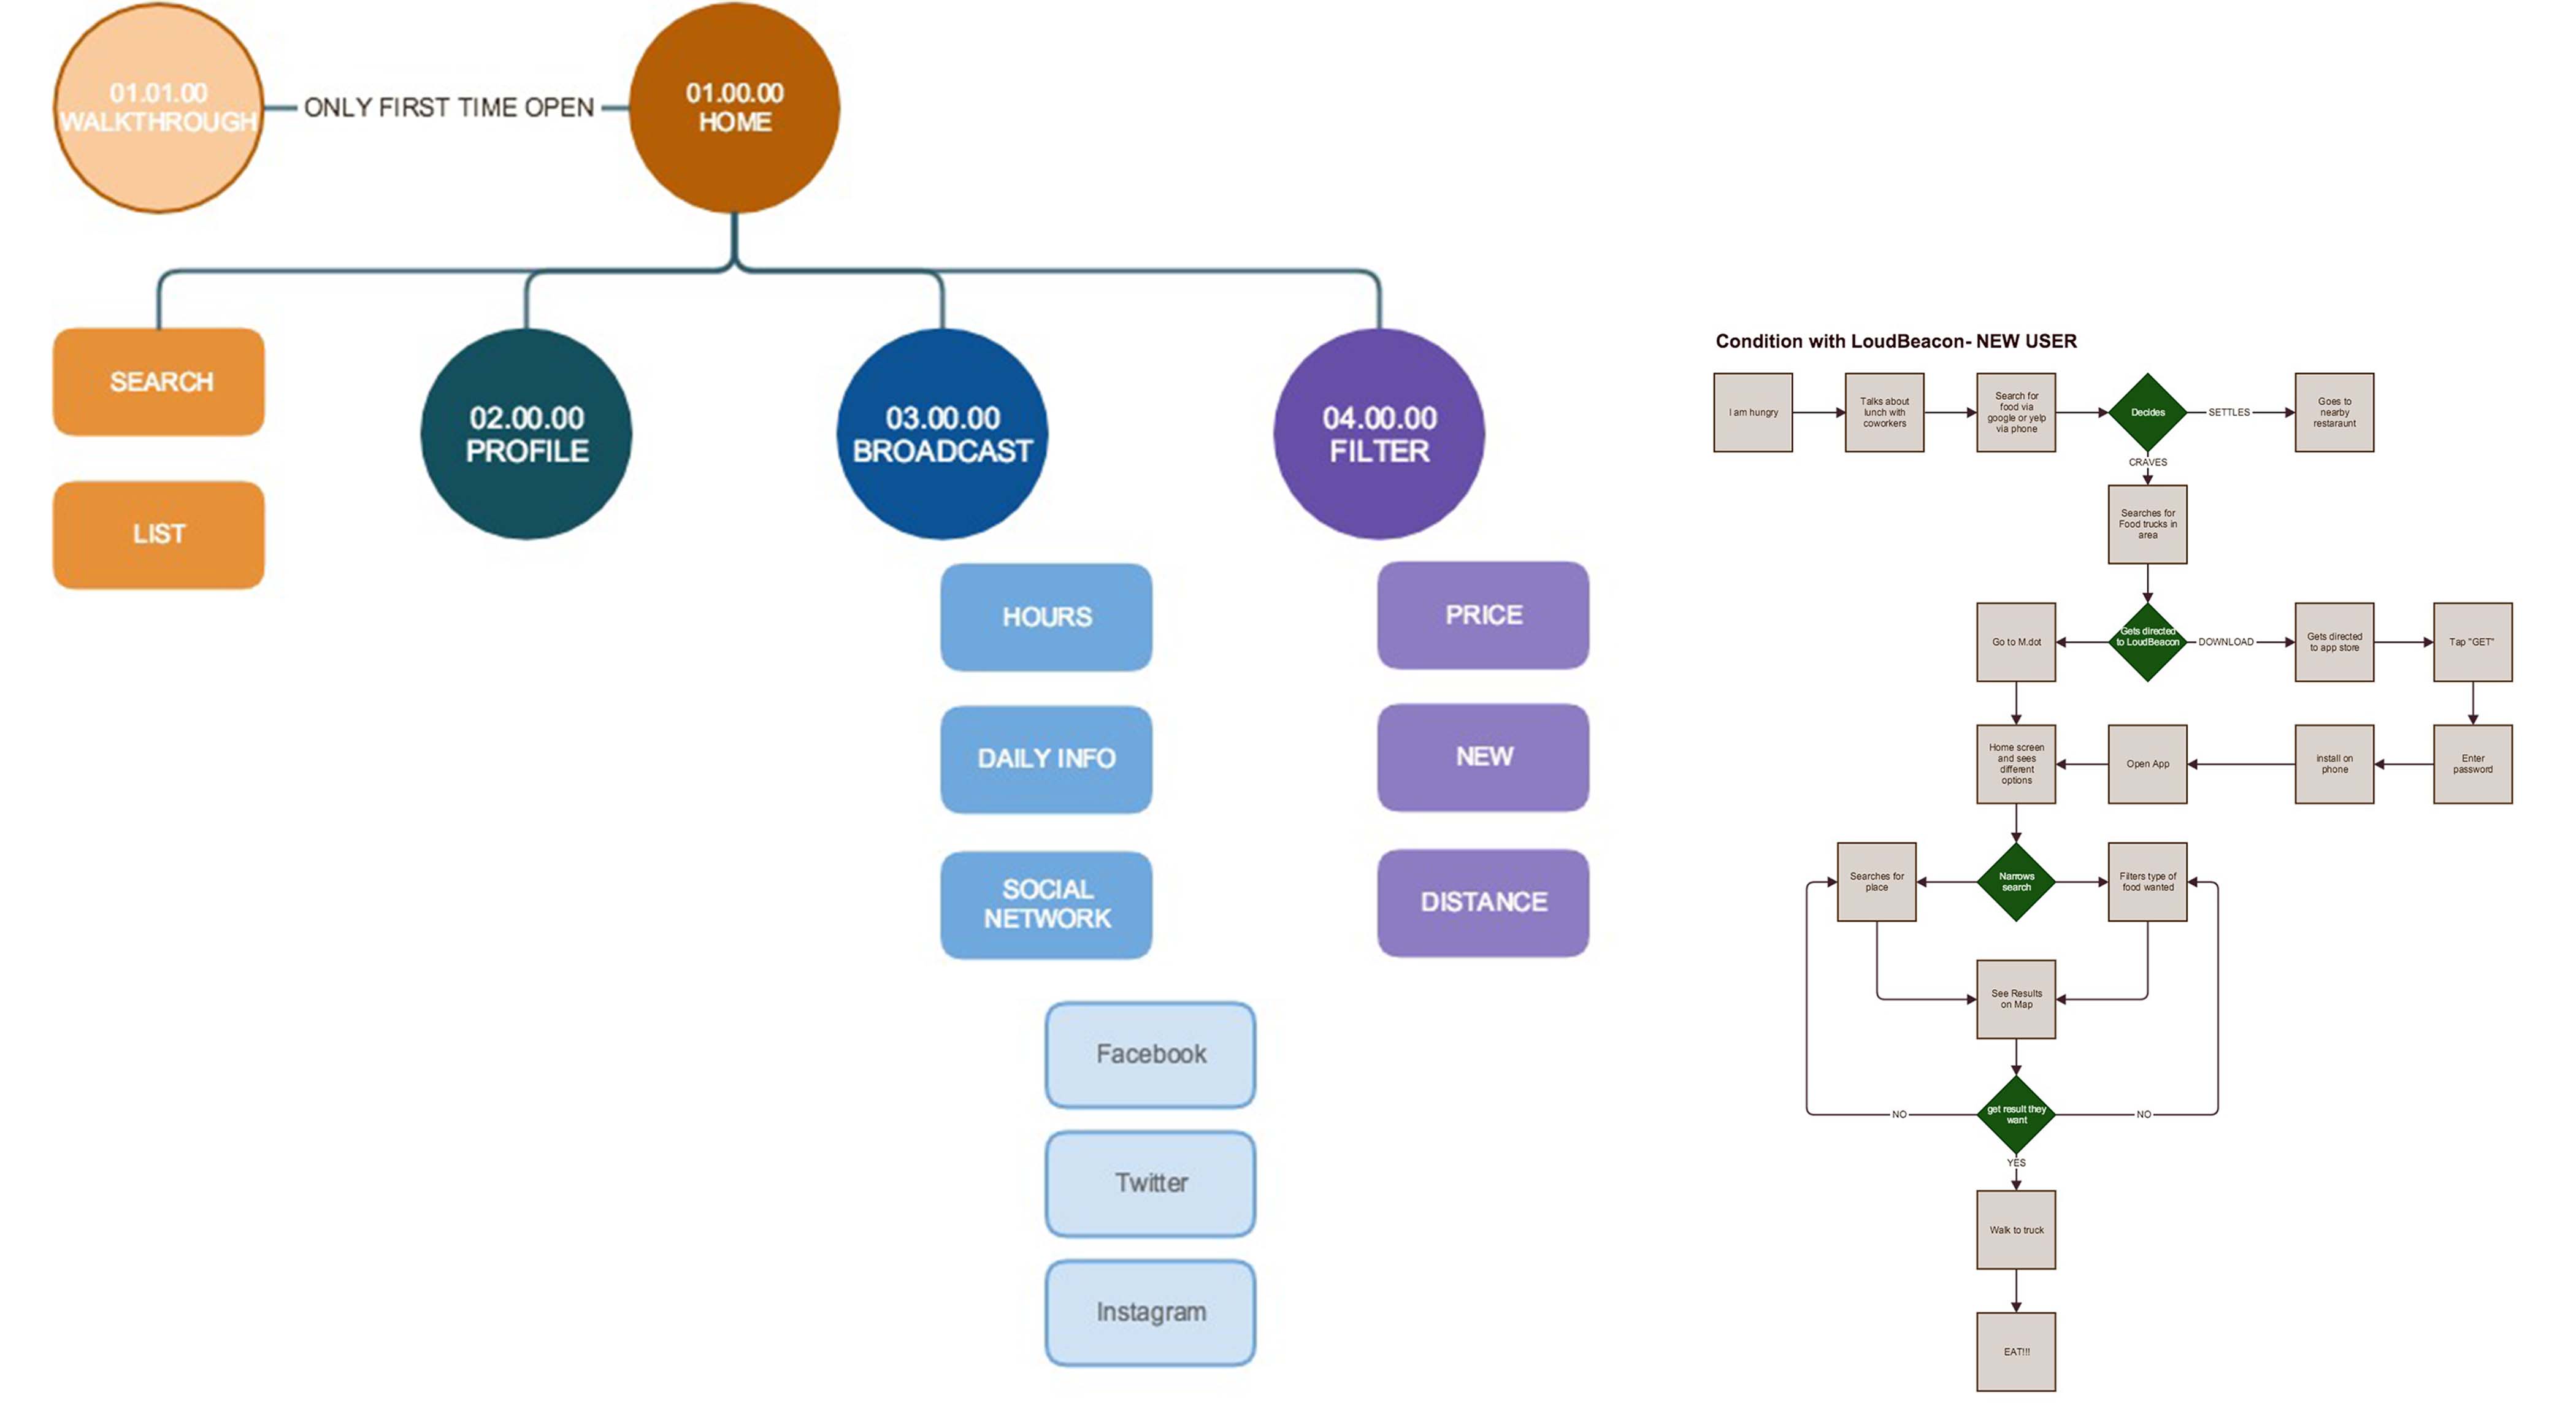 01.01.00
WALKTHROUGH
ONLY FIRST TIME OPEN
01.00.00
HOME
SEARCH
LIST
02.00.00
PROFILE
03.00.00
BROADCAST
04.00.00
FILTER
HOURS
DAILY INFO
SOCIAL
NETWORK
Facebook
Twitter
Instagram
PRICE
NEW
DISTANCE
Condition with LoudBeacon- NEW USER
I am hungry
Talks about
lunch with
coworkers
Search for
food via
google or yelp
via phone
Decides
SETTLES
Goes to
nearby
restaraunt
CRAVES
Searches for
Food trucks in
area
Go to M.dot
Gets directed
to LoudBeacon
DOWNLOAD
Gets directed
to app store
Tap "GET"
Home screen
and sees
different
options
Open App
install on
phone
Enter
password
Searches for
place
Narrows
search
Filters type of
food wanted
See Results
on Map
NO
get result they
want
NO
YES
Walk to truck
EAT!!!